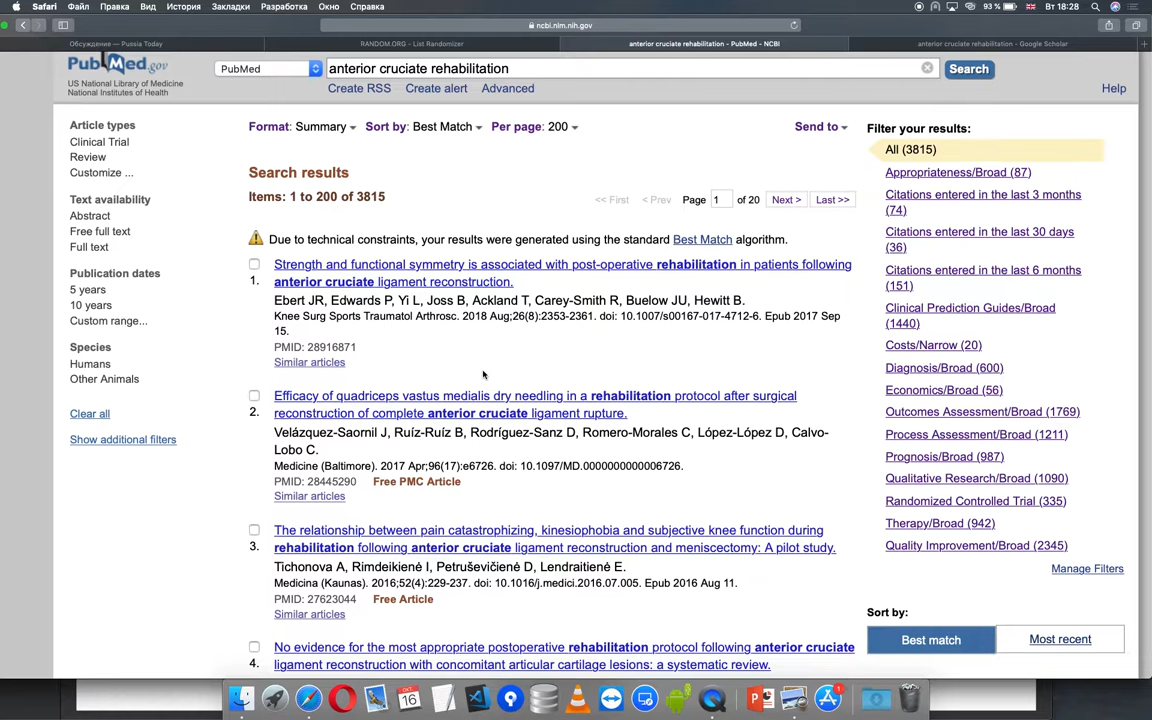 Safari Файл Правка Вид История Закладки Разработка Окно Справка 93 % Вт 18:28
ncbi.nlm.nih.gov
Обсуждение — Russia Today RANDOM.ORG - List Randomizer anterior cruciate rehabilitation - PubMed - NCBI anterior cruciate rehabilitation - Google Scholar
PubMed.gov
US National Library of Medicine
National Institutes of Health
PubMed anterior cruciate rehabilitation Search
Create RSS Create alert Advanced Help
Article types
Clinical Trial
Review
Customize ...
Text availability
Abstract
Free full text
Full text
Publication dates
5 years
10 years
Custom range...
Species
Humans
Other Animals
Clear all
Show additional filters
Format: Summary Sort by: Best Match Per page: 200 Send to
Search results
Items: 1 to 200 of 3815
<< First < Prev Page 1 of 20 Next > Last >>
Due to technical constraints, your results were generated using the standard Best Match algorithm.
Strength and functional symmetry is associated with post-operative rehabilitation in patients following
1. anterior cruciate ligament reconstruction.
Ebert JR, Edwards P, Yi L, Joss B, Ackland T, Carey-Smith R, Buelow JU, Hewitt B.
Knee Surg Sports Traumatol Arthrosc. 2018 Aug;26(8):2353-2361. doi: 10.1007/s00167-017-4712-6. Epub 2017 Sep
15.
PMID: 28916871
Similar articles
Efficacy of quadriceps vastus medialis dry needling in a rehabilitation protocol after surgical
2. reconstruction of complete anterior cruciate ligament rupture.
Velázquez-Saornil J, Ruíz-Ruíz B, Rodríguez-Sanz D, Romero-Morales C, López-López D, Calvo-
Lobo C.
Medicine (Baltimore). 2017 Apr;96(17):e6726. doi: 10.1097/MD.0000000000006726.
PMID: 28445290 Free PMC Article
Similar articles
The relationship between pain catastrophizing, kinesiophobia and subjective knee function during
3. rehabilitation following anterior cruciate ligament reconstruction and meniscectomy: A pilot study.
Tichonova A, Rimdeikienė I, Petruševičienė D, Lendraitienė E.
Medicina (Kaunas). 2016;52(4):229-237. doi: 10.1016/j.medici.2016.07.005. Epub 2016 Aug 11.
PMID: 27623044 Free Article
Similar articles
No evidence for the most appropriate postoperative rehabilitation protocol following anterior cruciate
4. ligament reconstruction with concomitant articular cartilage lesions: a systematic review.
Filter your results:
All (3815)
Appropriateness/Broad (87)
Citations entered in the last 3 months
(74)
Citations entered in the last 30 days
(36)
Citations entered in the last 6 months
(151)
Clinical Prediction Guides/Broad
(1440)
Costs/Narrow (20)
Diagnosis/Broad (600)
Economics/Broad (56)
Outcomes Assessment/Broad (1769)
Process Assessment/Broad (1211)
Prognosis/Broad (987)
Qualitative Research/Broad (1090)
Randomized Controlled Trial (335)
Therapy/Broad (942)
Quality Improvement/Broad (2345)
Manage Filters
Sort by:
Best match Most recent
ОКТ
16